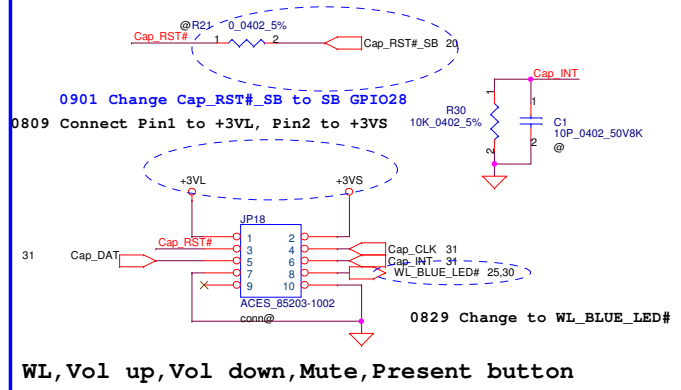 @R21 0_0402_5%
Cap_RST# 1 2 Cap_RST#_SB 20
0901 Change Cap_RST#_SB to SB GPIO28
0809 Connect Pin1 to +3VL, Pin2 to +3VS
Cap_INT
1 1
R30 C1
10K_0402_5% 10P_0402_50V8K
2 2 @
+3VL +3VS
JP18
1 2
Cap_RST# 3 4 Cap_CLK 31
31 Cap_DAT 5 6 Cap_INT 31
7 8 WL_BLUE_LED# 25,30
9 10
ACES_85203-1002
conn@
0829 Change to WL_BLUE_LED#
WL,Vol up,Vol down,Mute,Present button